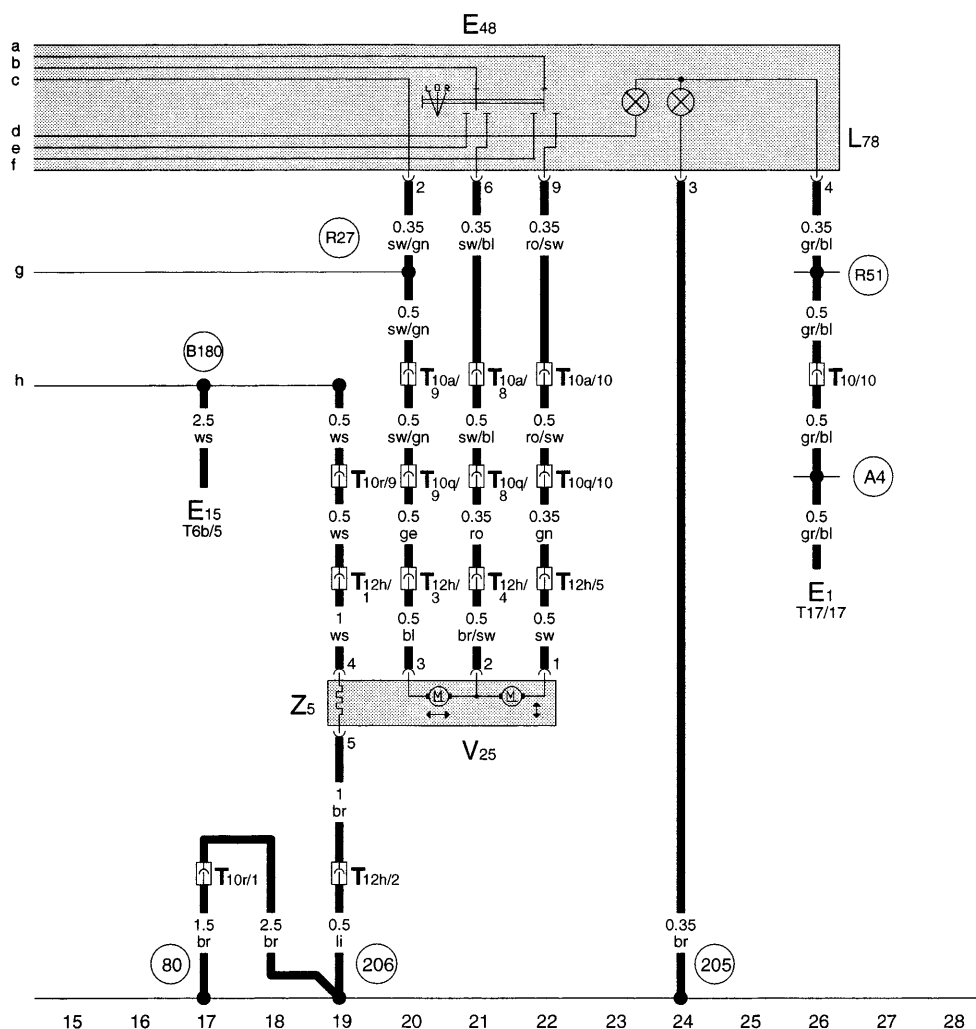 E48
a
b
c
L O R
d
e
f
L78
2 6 9 3 4
0.35 0.35 0.35 0.35
sw/gn sw/bl ro/sw gr/bl
R27
g
R51
0.5 0.5
sw/gn gr/bl
B180
h
T10a/9 T10a/8 T10a/10 T10/10
2.5 0.5 0.5 0.5 0.5 0.5
ws ws sw/gn sw/bl ro/sw gr/bl
T10r/9 T10q/9 T10q/8 T10q/10
A4
E15
T6b/5
0.5 0.5 0.35 0.35 0.5
ws ge ro gn gr/bl
T12h/1 T12h/3 T12h/4 T12h/5
E1
T17/17
1 0.5 0.5 0.5
ws bl br/sw sw
4 3 2 1
Z5
M M
5
V25
1
br
T10r/1 T12h/2
1.5 2.5 0.5 0.35
br br li br
80 206 205
15 16 17 18 19 20 21 22 23 24 25 26 27 28